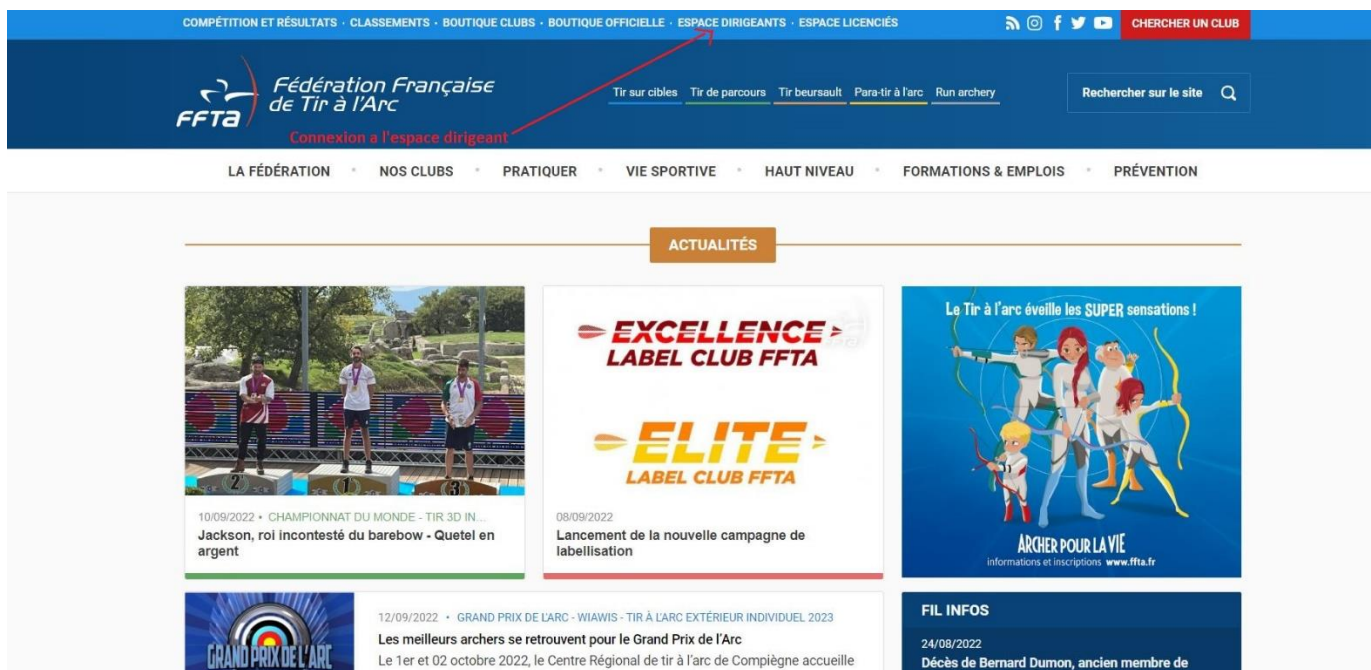 COMPÉTITION ET RÉSULTATS · CLASSEMENTS · BOUTIQUE CLUBS · BOUTIQUE OFFICIELLE · ESPACE DIRIGEANTS · ESPACE LICENCIÉS
CHERCHER UN CLUB
FFTa
Fédération Française
de Tir à l'Arc
Tir sur cibles Tir de parcours Tir beursault Para-tir à l'arc Run archery
Rechercher sur le site
Connexion a l'espace dirigeant
LA FÉDÉRATION • NOS CLUBS • PRATIQUER • VIE SPORTIVE • HAUT NIVEAU • FORMATIONS & EMPLOIS • PRÉVENTION
ACTUALITÉS
2 1 3
10/09/2022 • CHAMPIONNAT DU MONDE - TIR 3D IN...
Jackson, roi incontesté du barebow - Quetel en
argent
EXCELLENCE
LABEL CLUB FFTA
ELITE
LABEL CLUB FFTA
08/09/2022
Lancement de la nouvelle campagne de
labellisation
Le Tir à l'arc éveille les SUPER sensations !
ARCHER POUR LA VIE
informations et inscriptions www.ffta.fr
GRAND PRIX DE L'ARC
12/09/2022 • GRAND PRIX DE L'ARC - WIAWIS - TIR À L'ARC EXTÉRIEUR INDIVIDUEL 2023
Les meilleurs archers se retrouvent pour le Grand Prix de l'Arc
Le 1er et 02 octobre 2022, le Centre Régional de tir à l'arc de Compiègne accueille
FIL INFOS
24/08/2022
Décès de Bernard Dumon, ancien membre de